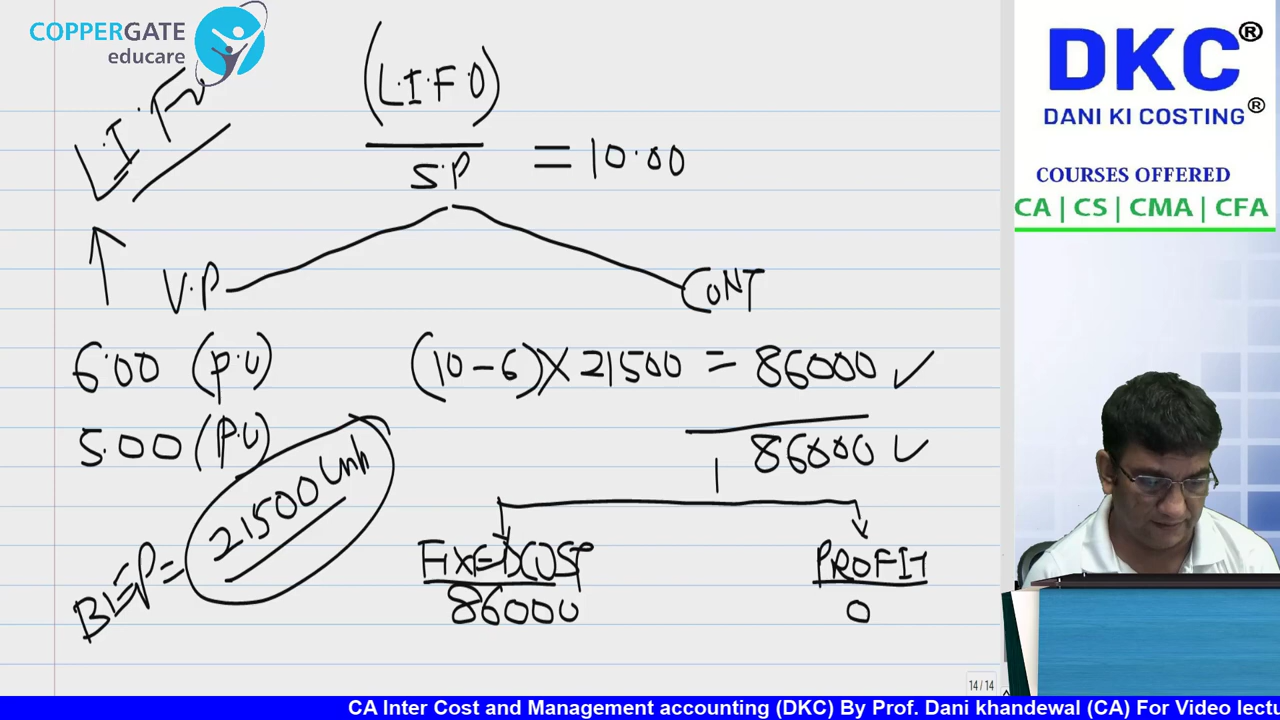 COPPERGATE
educare
(L.I.F.O)
S.P = 10.00
V.P
CONT
6.00 (P.U)
(10-6)×21500 = 86000 ✓
5.00 (P.U)
86000 ✓
BEP = 21500
FIXED COST
PROFIT
86000
0
14/14
DKC®
DANI KI COSTING®
COURSES OFFERED
CA | CS | CMA | CFA
CA Inter Cost and Management accounting (DKC) By Prof. Dani khandewal (CA) For Video lectu